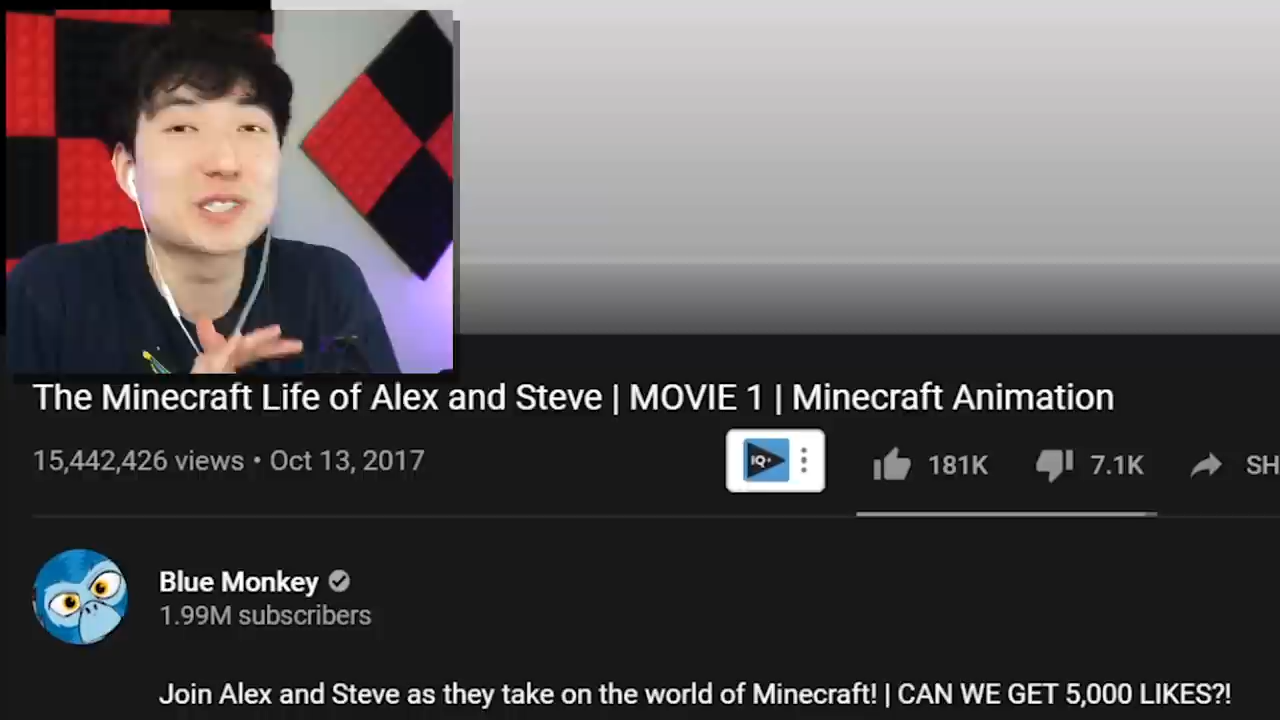 The Minecraft Life of Alex and Steve | MOVIE 1 | Minecraft Animation
15,442,426 views • Oct 13, 2017
IQ+
181K
7.1K
SH
Blue Monkey
1.99M subscribers
Join Alex and Steve as they take on the world of Minecraft! | CAN WE GET 5,000 LIKES?!